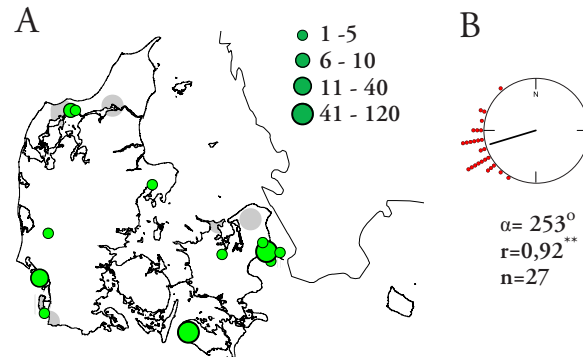 A
1 -5
6 - 10
11 - 40
41 - 120
B
N
α= 253°
r=0,92**
n=27